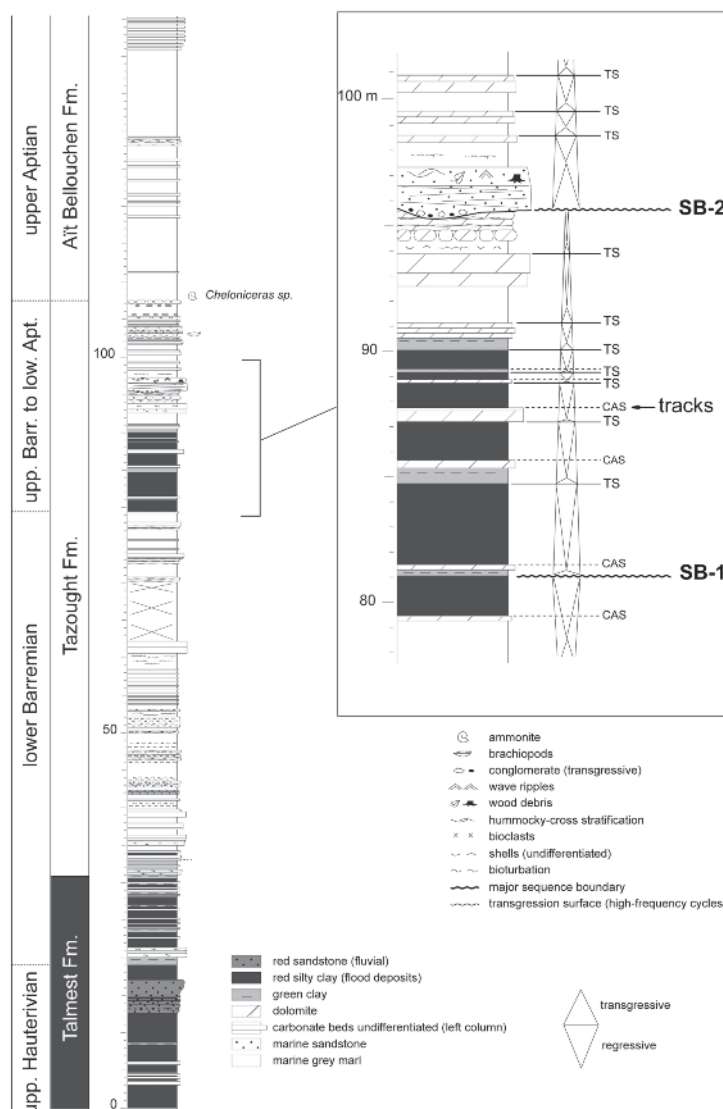 upper Aptian
Aït Bellouchen Fm.
upp. Barr. to low. Apt.
Tazought Fm.
lower Barremian
Talmest Fm.
upp. Hauterivian
Cheloniceras sp.
100
50
0
100 m
90
80
TS
TS
TS
SB-2
TS
TS
TS
TS
TS
CAS
tracks
TS
CAS
TS
CAS
SB-1
CAS
ammonite
brachiopods
conglomerate (transgressive)
wave ripples
wood debris
hummocky-cross stratification
bioclasts
shells (undifferentiated)
bioturbation
major sequence boundary
transgression surface (high-frequency cycles
red sandstone (fluvial)
red silty clay (flood deposits)
green clay
dolomite
carbonate beds undifferentiated (left column)
marine sandstone
marine grey marl
transgressive
regressive